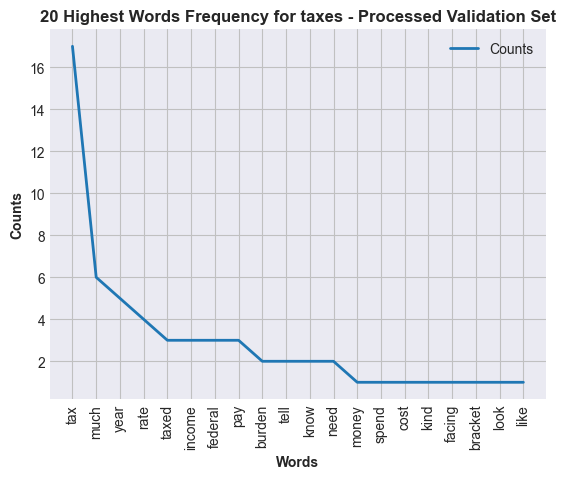 20 Highest Words Frequency for taxes - Processed Validation Set
Counts
16
14
12
10
8
6
4
2
Counts
tax
much
year
rate
taxed
income
federal
pay
burden
tell
know
need
money
spend
cost
kind
facing
bracket
look
like
Words